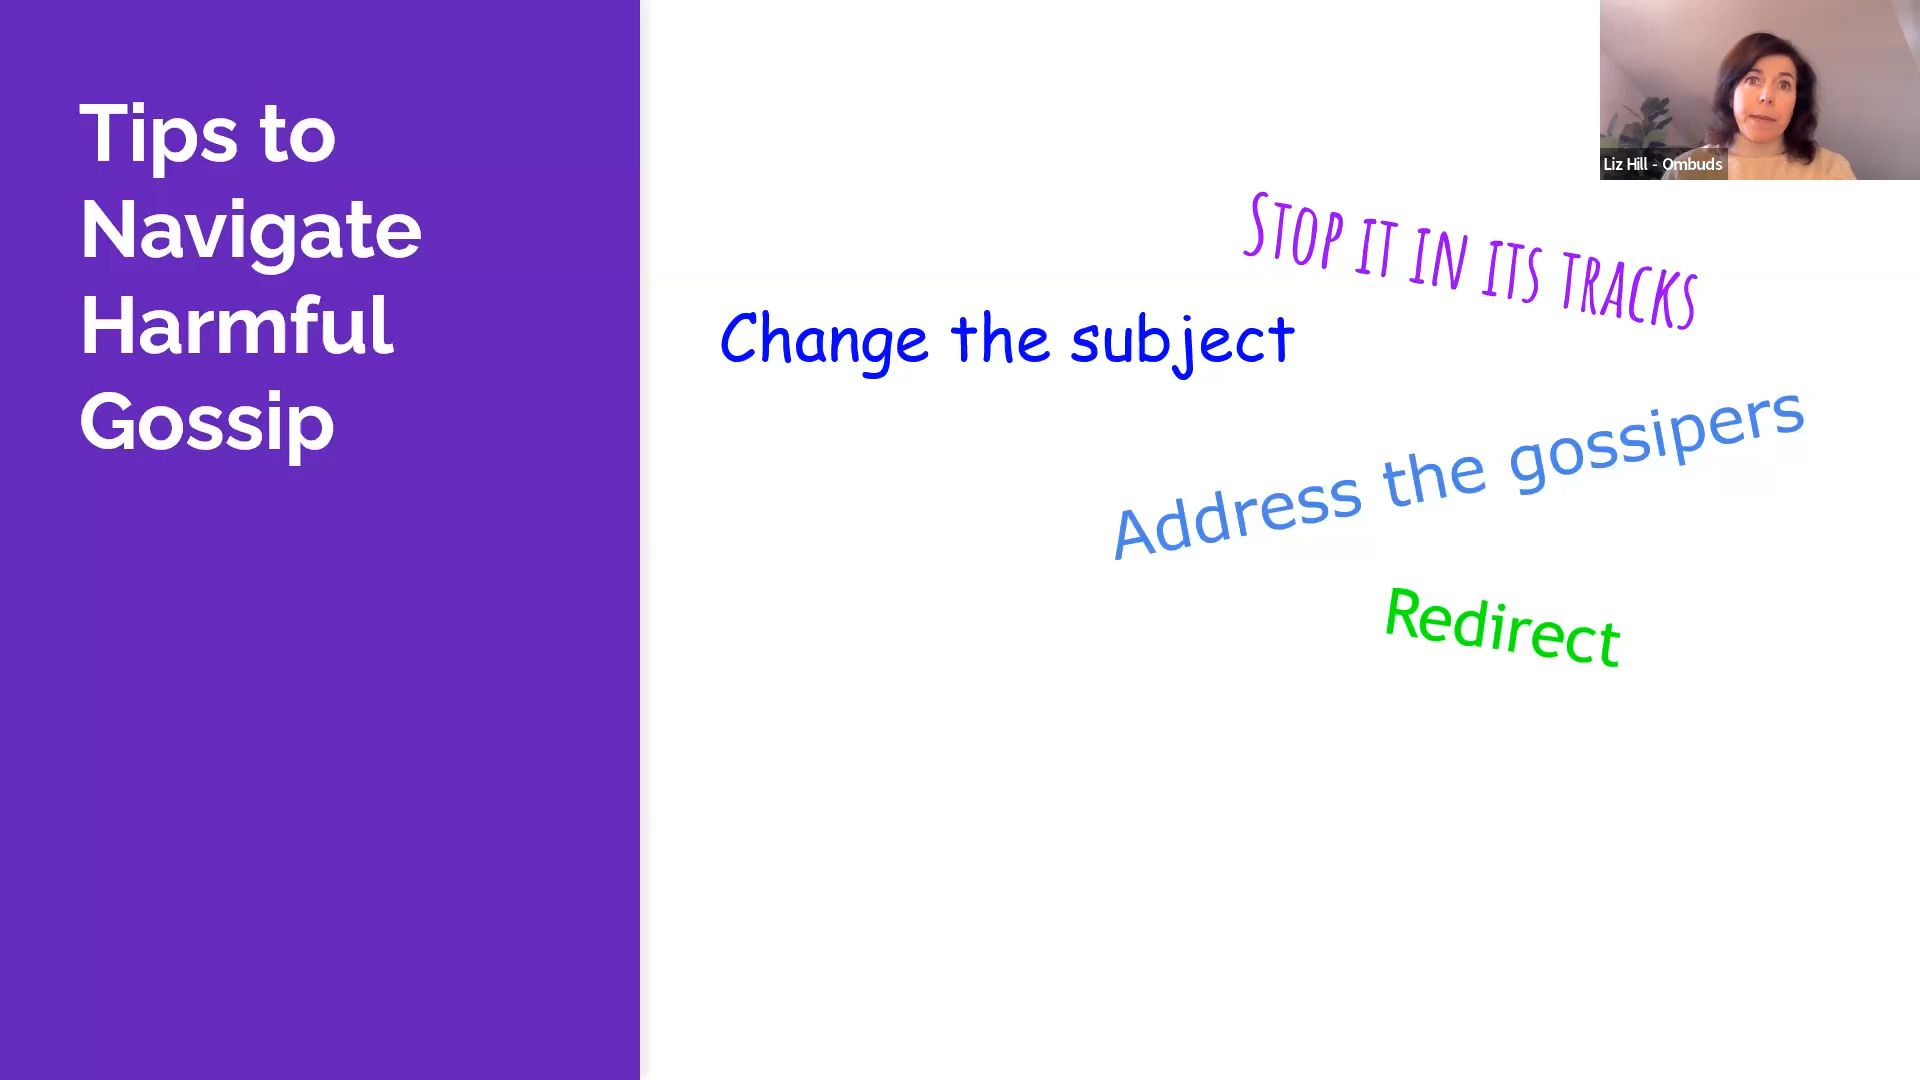 Tips to
Navigate
Harmful
Gossip
Liz Hill - Ombuds
Stop it in its tracks
Change the subject
Address the gossipers
Redirect